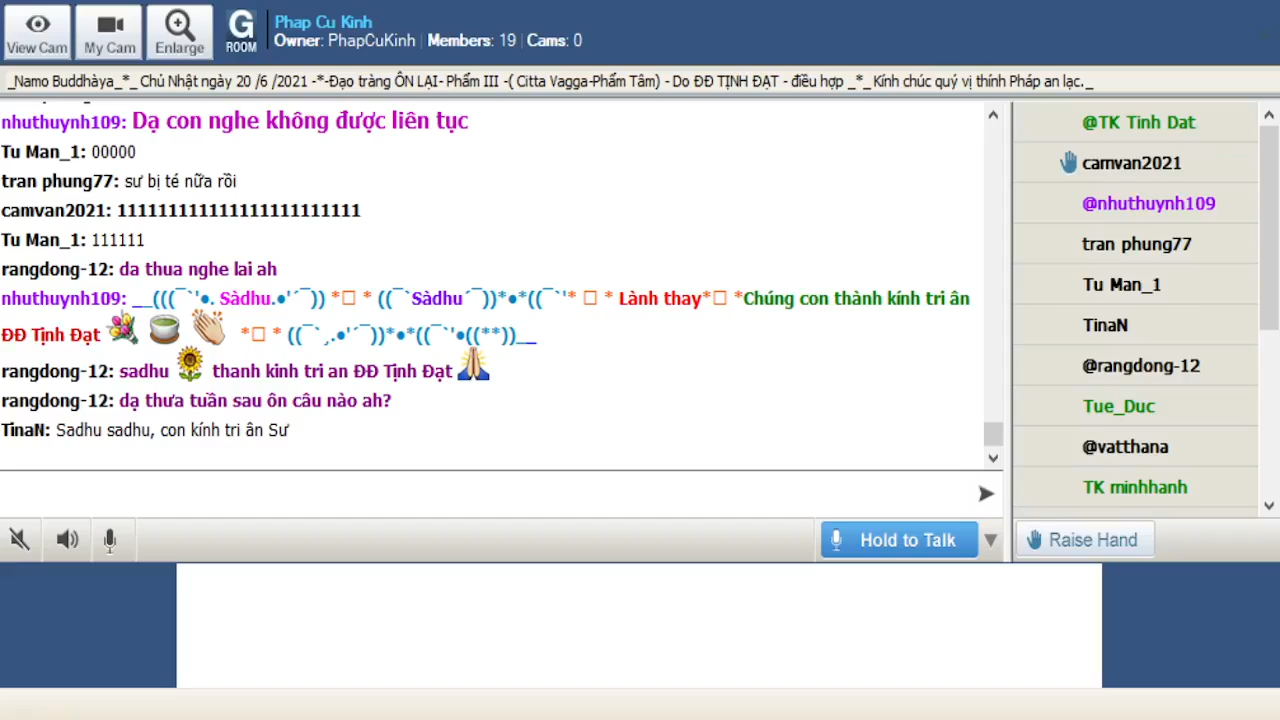 View Cam
My Cam
Enlarge
G
ROOM
Phap Cu Kinh
Owner: PhapCuKinh | Members: 19 | Cams: 0
_Namo Buddhàya_*_ Chủ Nhật ngày 20 /6 /2021 -*-Đạo tràng ÔN LẠI- Phẩm III -( Citta Vagga-Phẩm Tâm) - Do ĐĐ TỊNH ĐẠT - điều hợp _*_ Kính chúc quý vị thính Pháp an lạc._
nhuthuynh109: Dạ con nghe không được liên tục
Tu Man_1: 00000
tran phung77: sư bị té nữa rồi
camvan2021: 1111111111111111111111111
Tu Man_1: 111111
rangdong-12: da thua nghe lai ah
nhuthuynh109: __(((¯`'●. Sàdhu.●'´¯)) *□ * ((¯`Sàdhu´¯))*●*((¯`'* □ * Lành thay*□ *Chúng con thành kính tri ân
ĐĐ Tịnh Đạt *□ * ((¯`¸.●'´¯))*●*((¯`'●((**))__
rangdong-12: sadhu thanh kinh tri an ĐĐ Tịnh Đạt
rangdong-12: dạ thưa tuần sau ôn câu nào ah?
TinaN: Sadhu sadhu, con kính tri ân Sư
@TK Tinh Dat
camvan2021
@nhuthuynh109
tran phung77
Tu Man_1
TinaN
@rangdong-12
Tue_Duc
@vatthana
TK minhhanh
Hold to Talk
Raise Hand